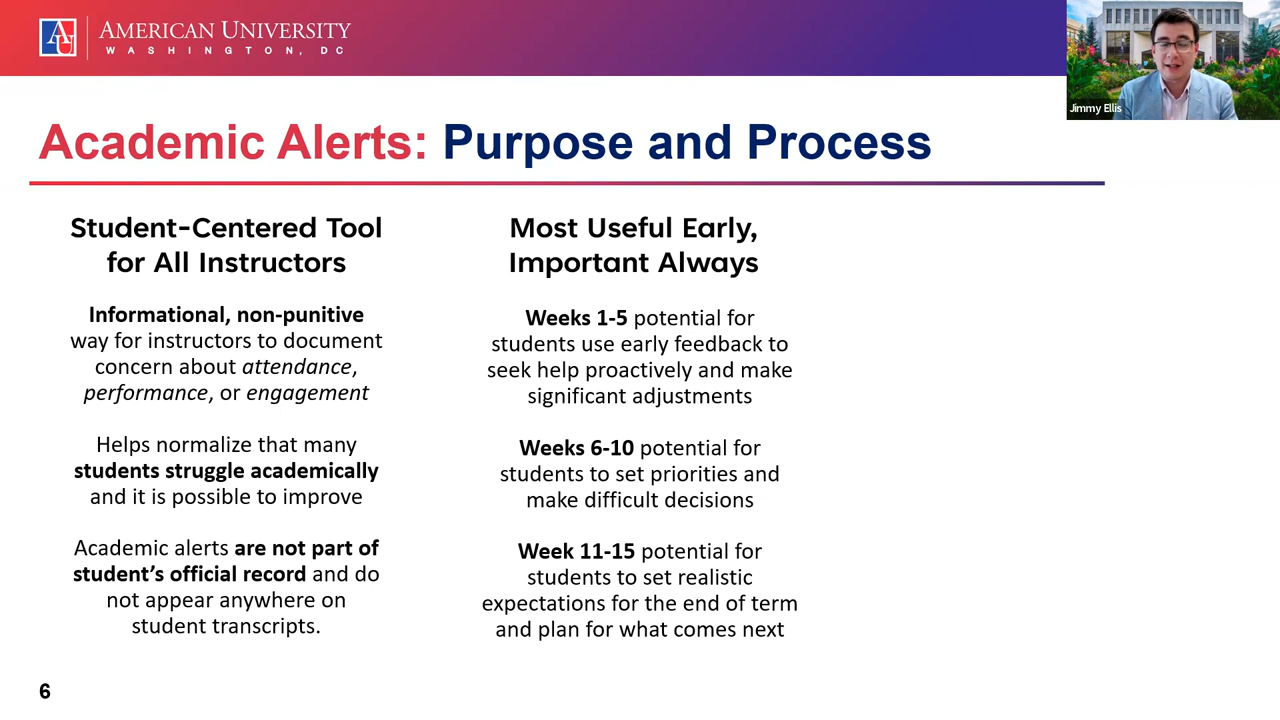 AU
AMERICAN UNIVERSITY
WASHINGTON, DC
Jimmy Ellis
Academic Alerts: Purpose and Process
Student-Centered Tool
for All Instructors
Informational, non-punitive
way for instructors to document
concern about attendance,
performance, or engagement
Helps normalize that many
students struggle academically
and it is possible to improve
Academic alerts are not part of
student’s official record and do
not appear anywhere on
student transcripts.
Most Useful Early,
Important Always
Weeks 1-5 potential for
students use early feedback to
seek help proactively and make
significant adjustments
Weeks 6-10 potential for
students to set priorities and
make difficult decisions
Week 11-15 potential for
students to set realistic
expectations for the end of term
and plan for what comes next
6